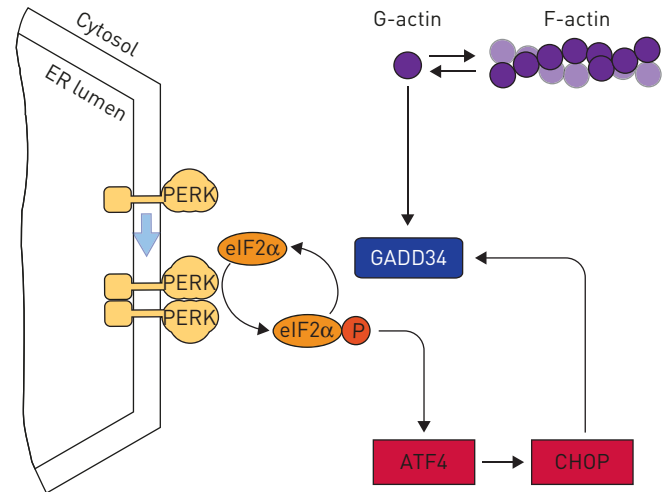 Cytosol
ER lumen
G-actin
F-actin
PERK
eIF2α
GADD34
PERK
PERK
eIF2α
P
ATF4
CHOP